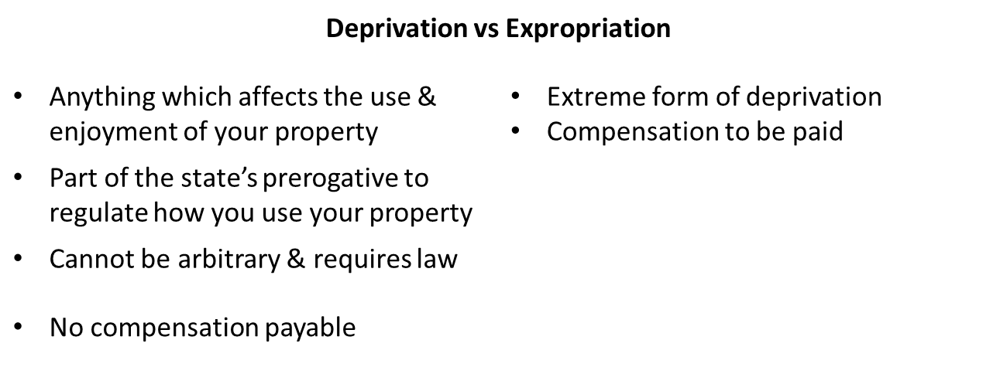 Deprivation vs Expropriation
• Anything which affects the use &
enjoyment of your property
• Part of the state’s prerogative to
regulate how you use your property
• Cannot be arbitrary & requires law
• No compensation payable
• Extreme form of deprivation
• Compensation to be paid